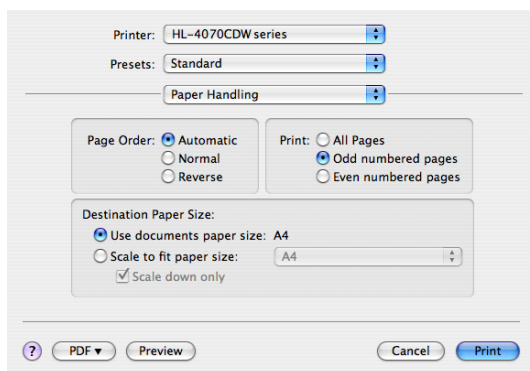 Printer: HL-4070CDW series
Presets: Standard
Paper Handling
Page Order: Automatic
Normal
Reverse
Print: All Pages
Odd numbered pages
Even numbered pages
Destination Paper Size:
Use documents paper size: A4
Scale to fit paper size: A4
Scale down only
? PDF Preview Cancel Print